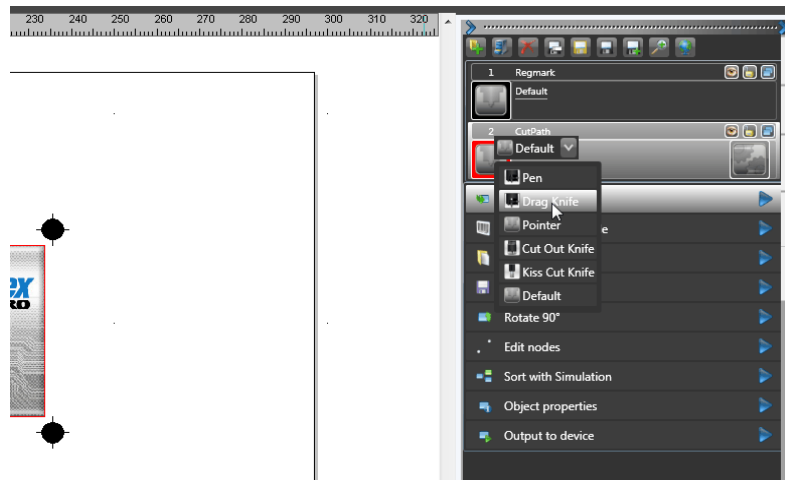 230 240 250 260 270 280 290 300 310 320
1 Regmark
Default
2 CutPath
Default
Pen
Drag Knife
Pointer
Cut Out Knife
Kiss Cut Knife
Default
e
Rotate 90°
Edit nodes
Sort with Simulation
Object properties
Output to device
ex
RO